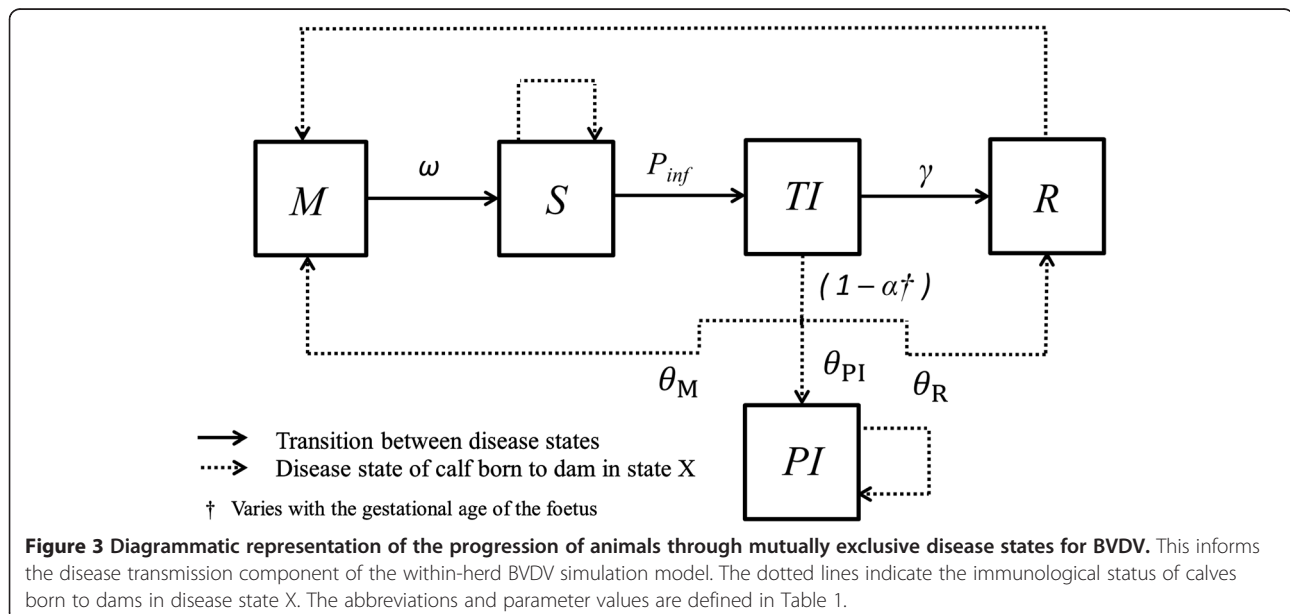 M
ω
S
P_inf
TI
γ
R
( 1 – α† )
θ_M
θ_PI
θ_R
PI
Transition between disease states
Disease state of calf born to dam in state X
† Varies with the gestational age of the foetus
Figure 3 Diagrammatic representation of the progression of animals through mutually exclusive disease states for BVDV. This informs
the disease transmission component of the within-herd BVDV simulation model. The dotted lines indicate the immunological status of calves
born to dams in disease state X. The abbreviations and parameter values are defined in Table 1.